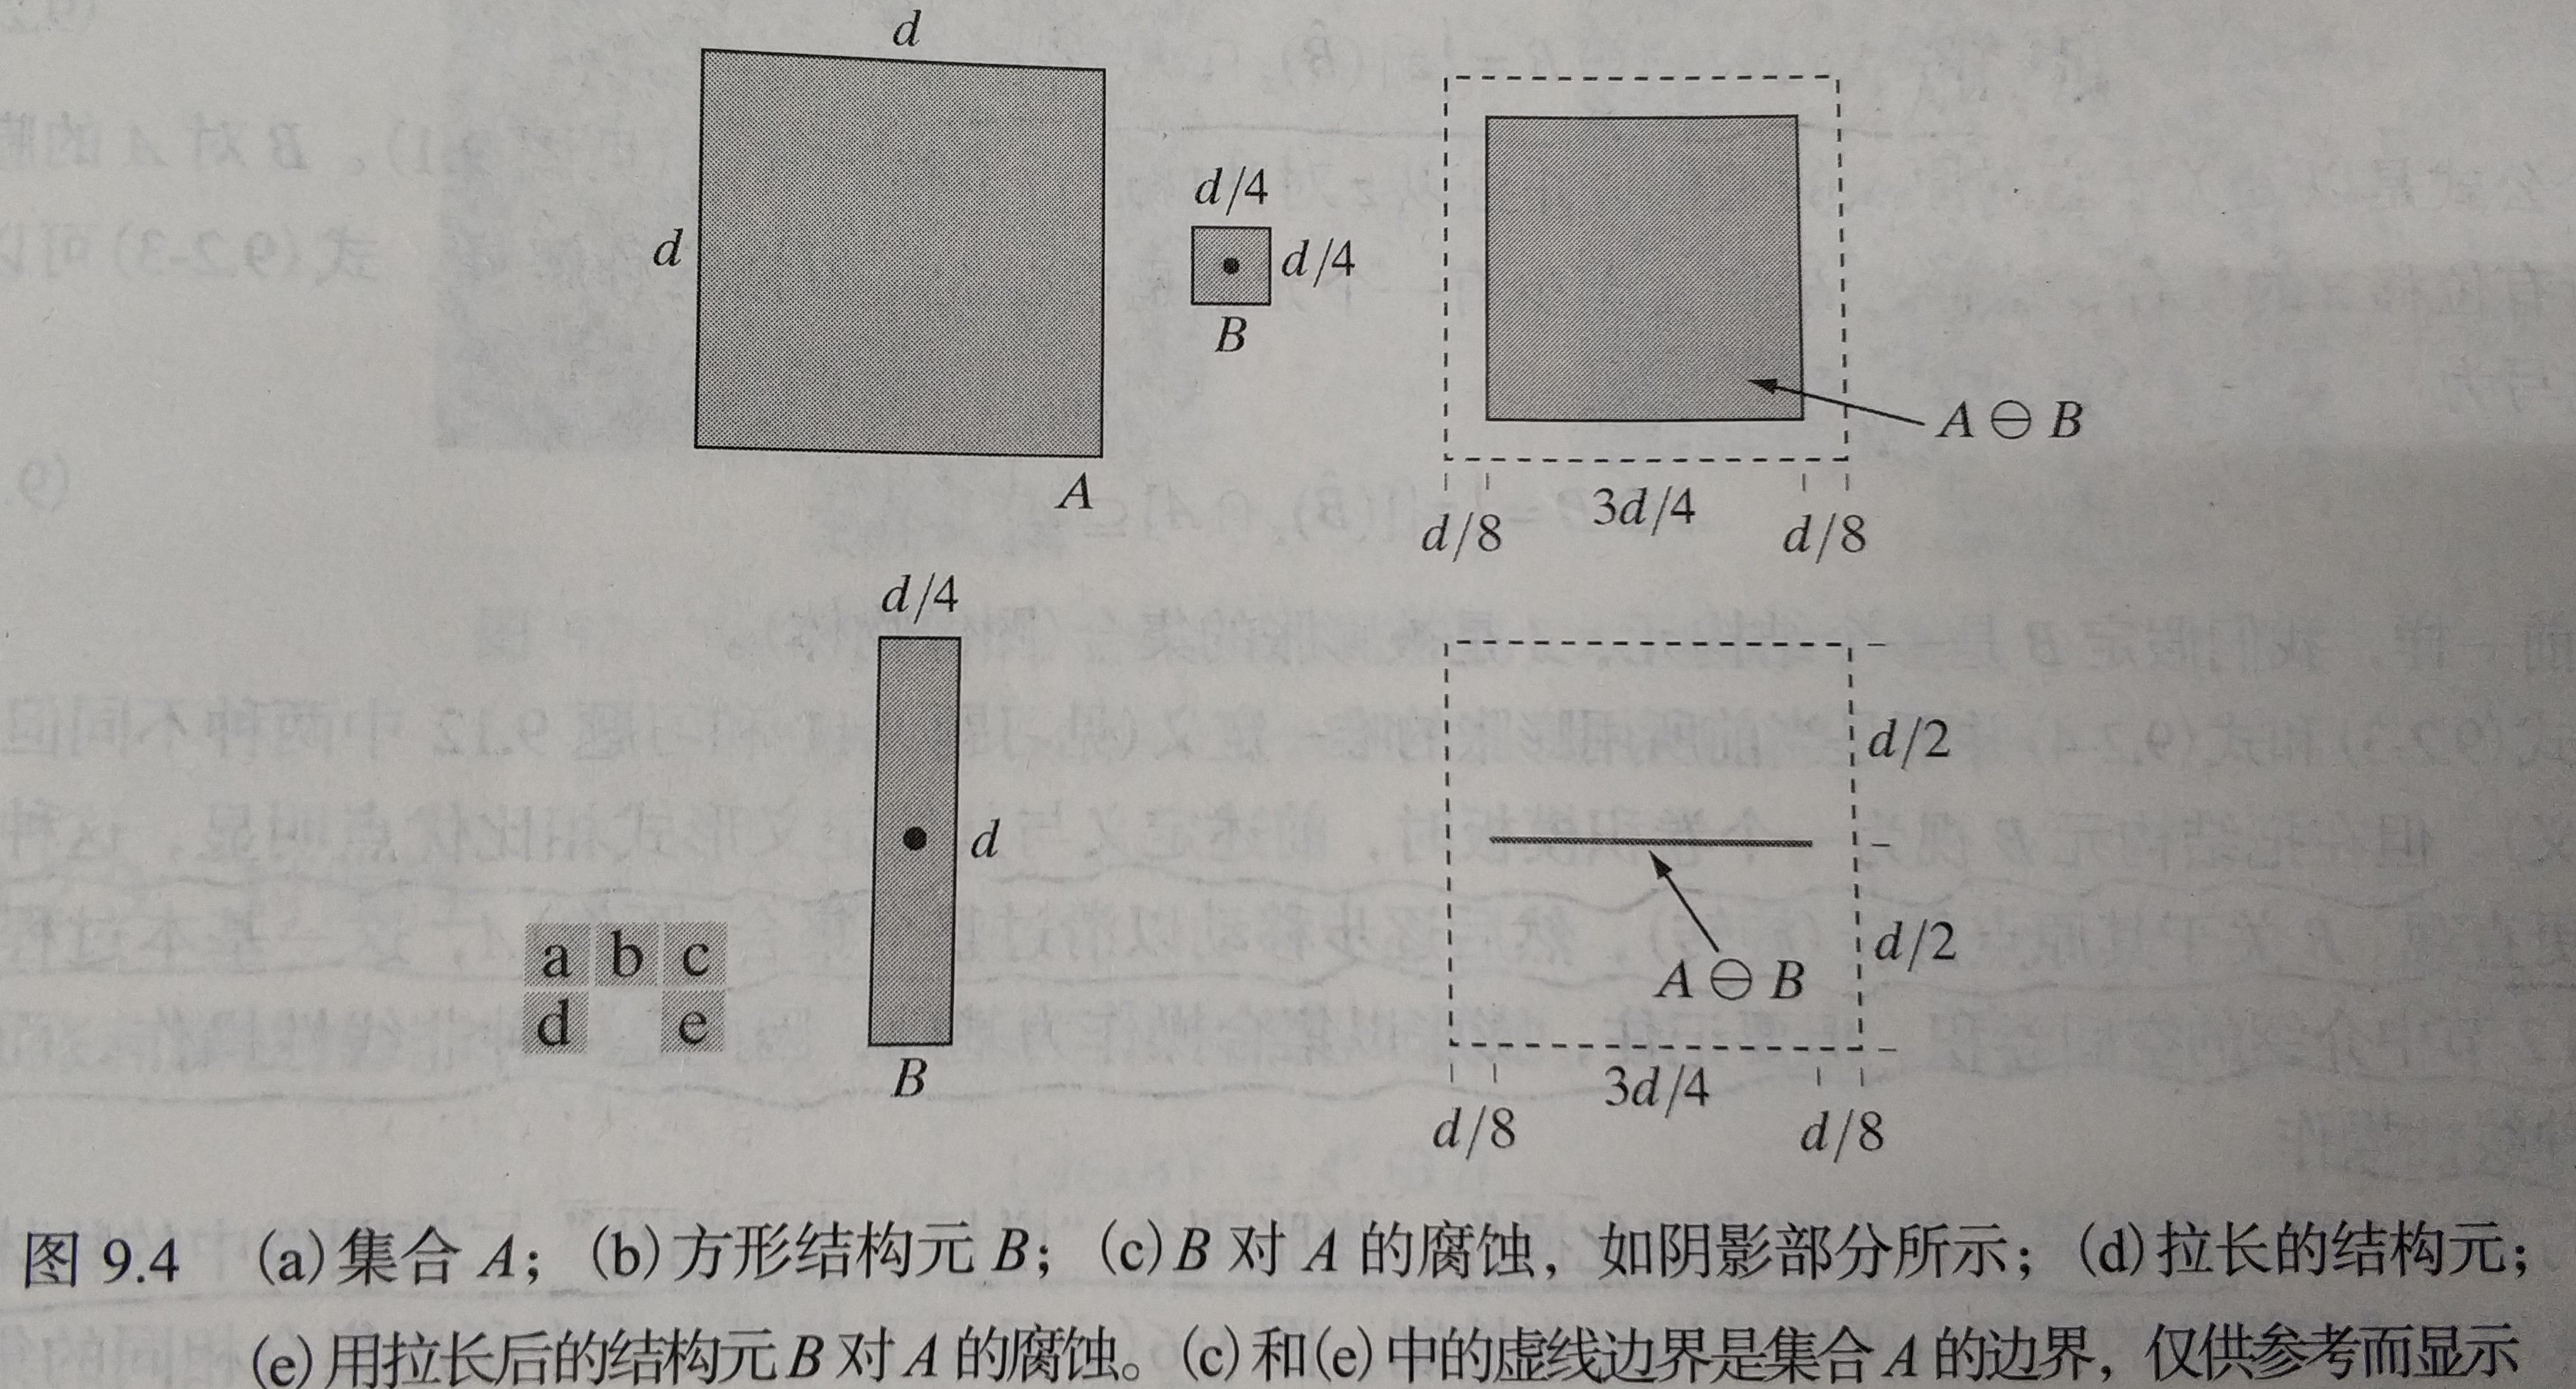 d
d
A
d/4
d/4
B
A ⊖ B
d/8 3d/4 d/8
d/4
d
B
d/2
d/2
A ⊖ B
d/8 3d/4 d/8
a b c
d e
图 9.4 (a)集合 A；(b)方形结构元 B；(c)B 对 A 的腐蚀，如阴影部分所示；(d)拉长的结构元；
(e)用拉长后的结构元B 对 A 的腐蚀。(c)和(e)中的虚线边界是集合 A 的边界，仅供参考而显示